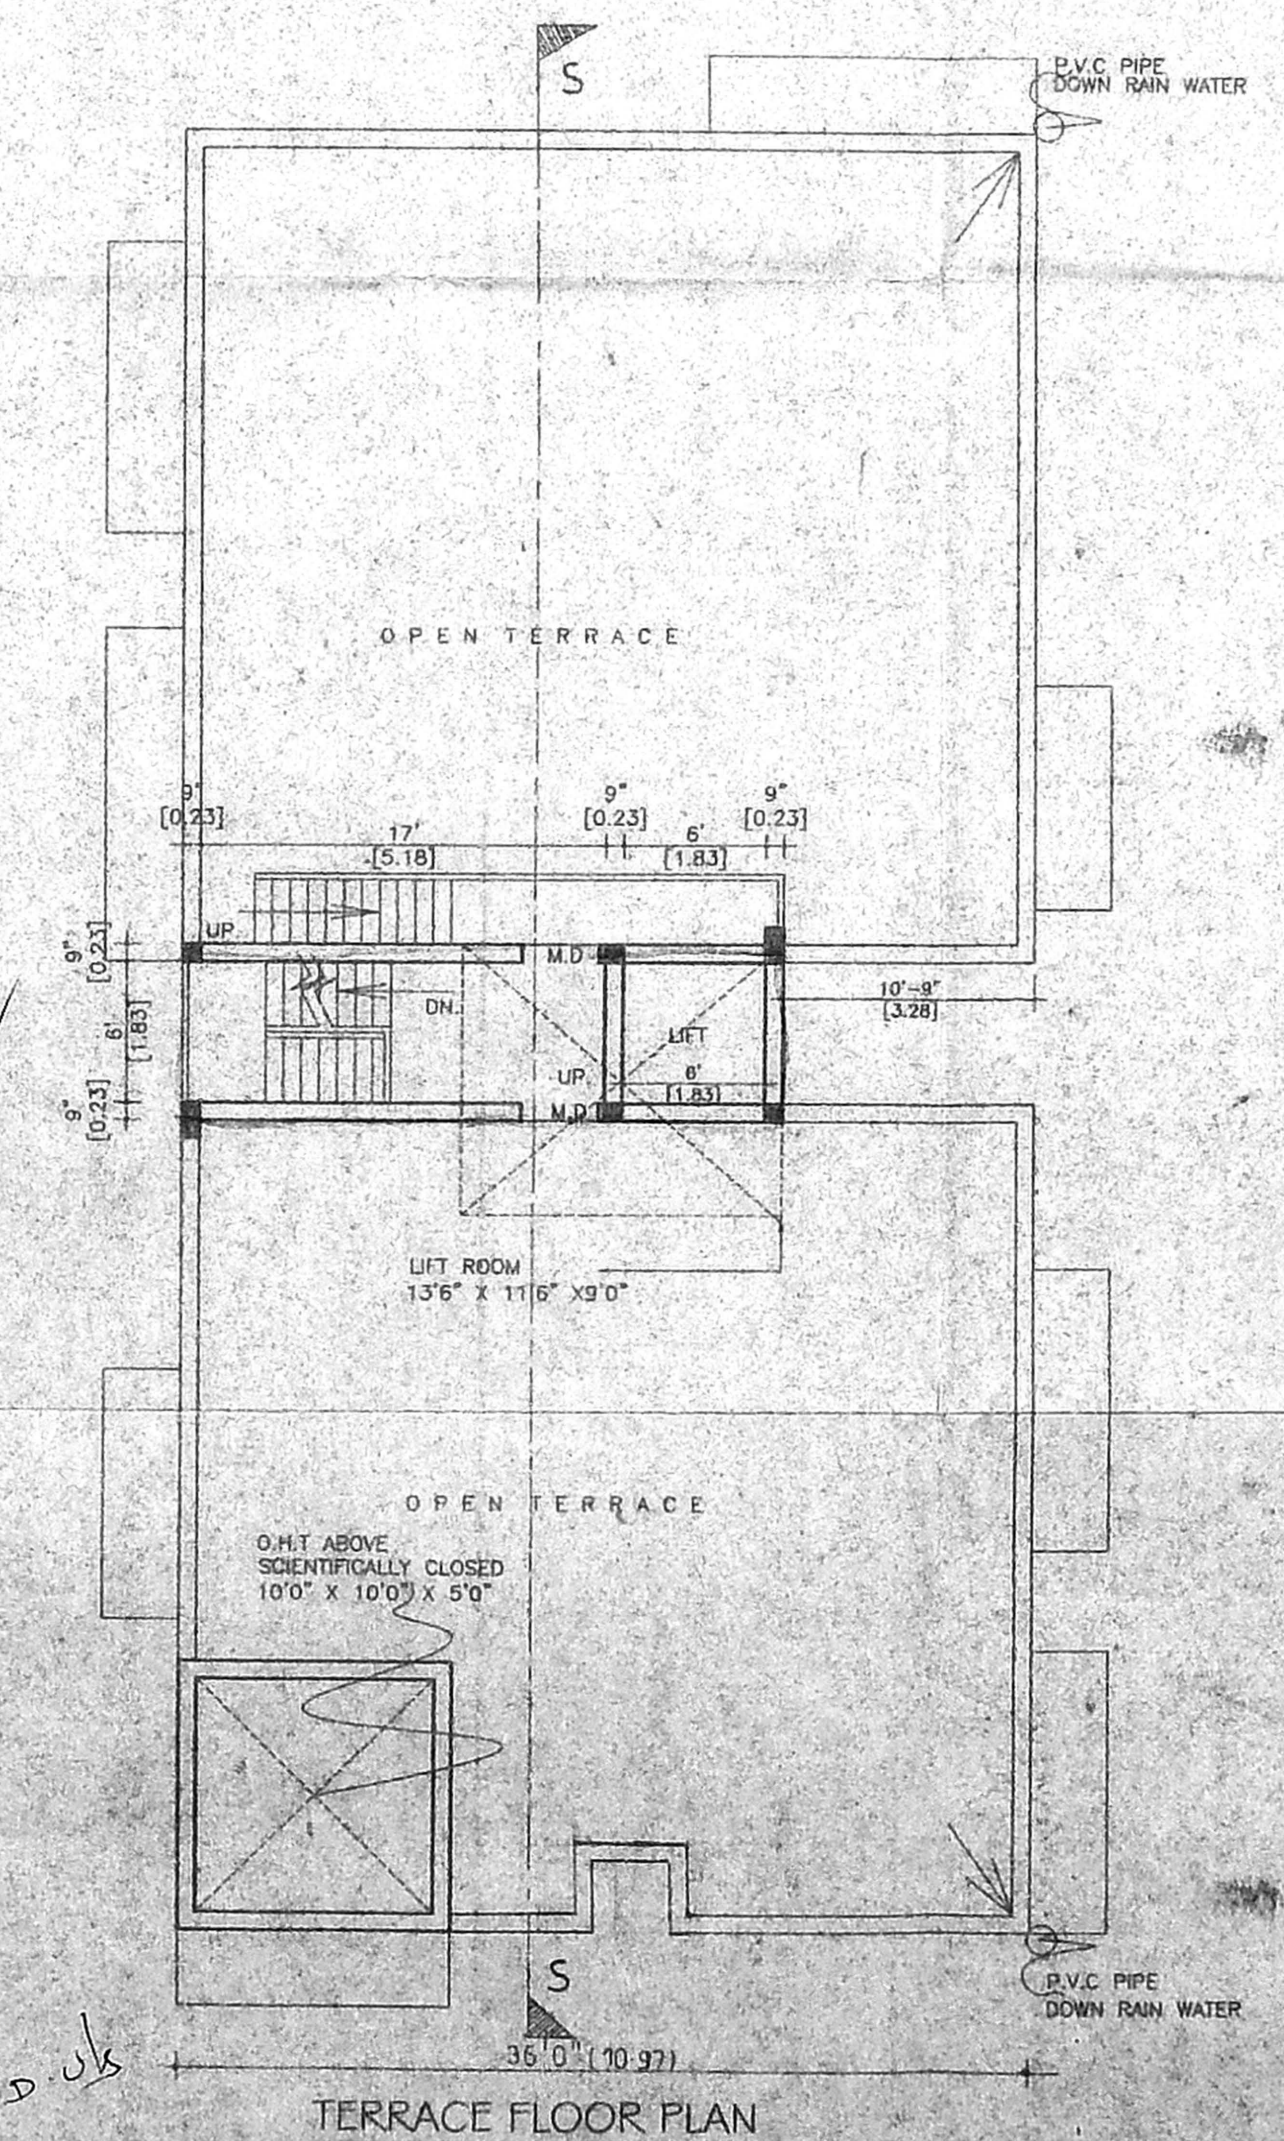 S
P.V.C PIPE
DOWN RAIN WATER
OPEN TERRACE
9"
[0.23]
17'
[5.18]
9"
[0.23]
6'
[1.83]
9"
[0.23]
UP.
9"
[0.23]
M.D
DN.
10'-9"
[3.28]
LIFT
6'
[1.83]
UP.
6'
[1.83]
M.D
9"
[0.23]
LIFT ROOM
13'6" X 11'6" X9'0"
OPEN TERRACE
O.H.T ABOVE
SCIENTIFICALLY CLOSED
10'0" X 10'0" X 5'0"
S
P.V.C PIPE
DOWN RAIN WATER
36'0" (10.97)
TERRACE FLOOR PLAN